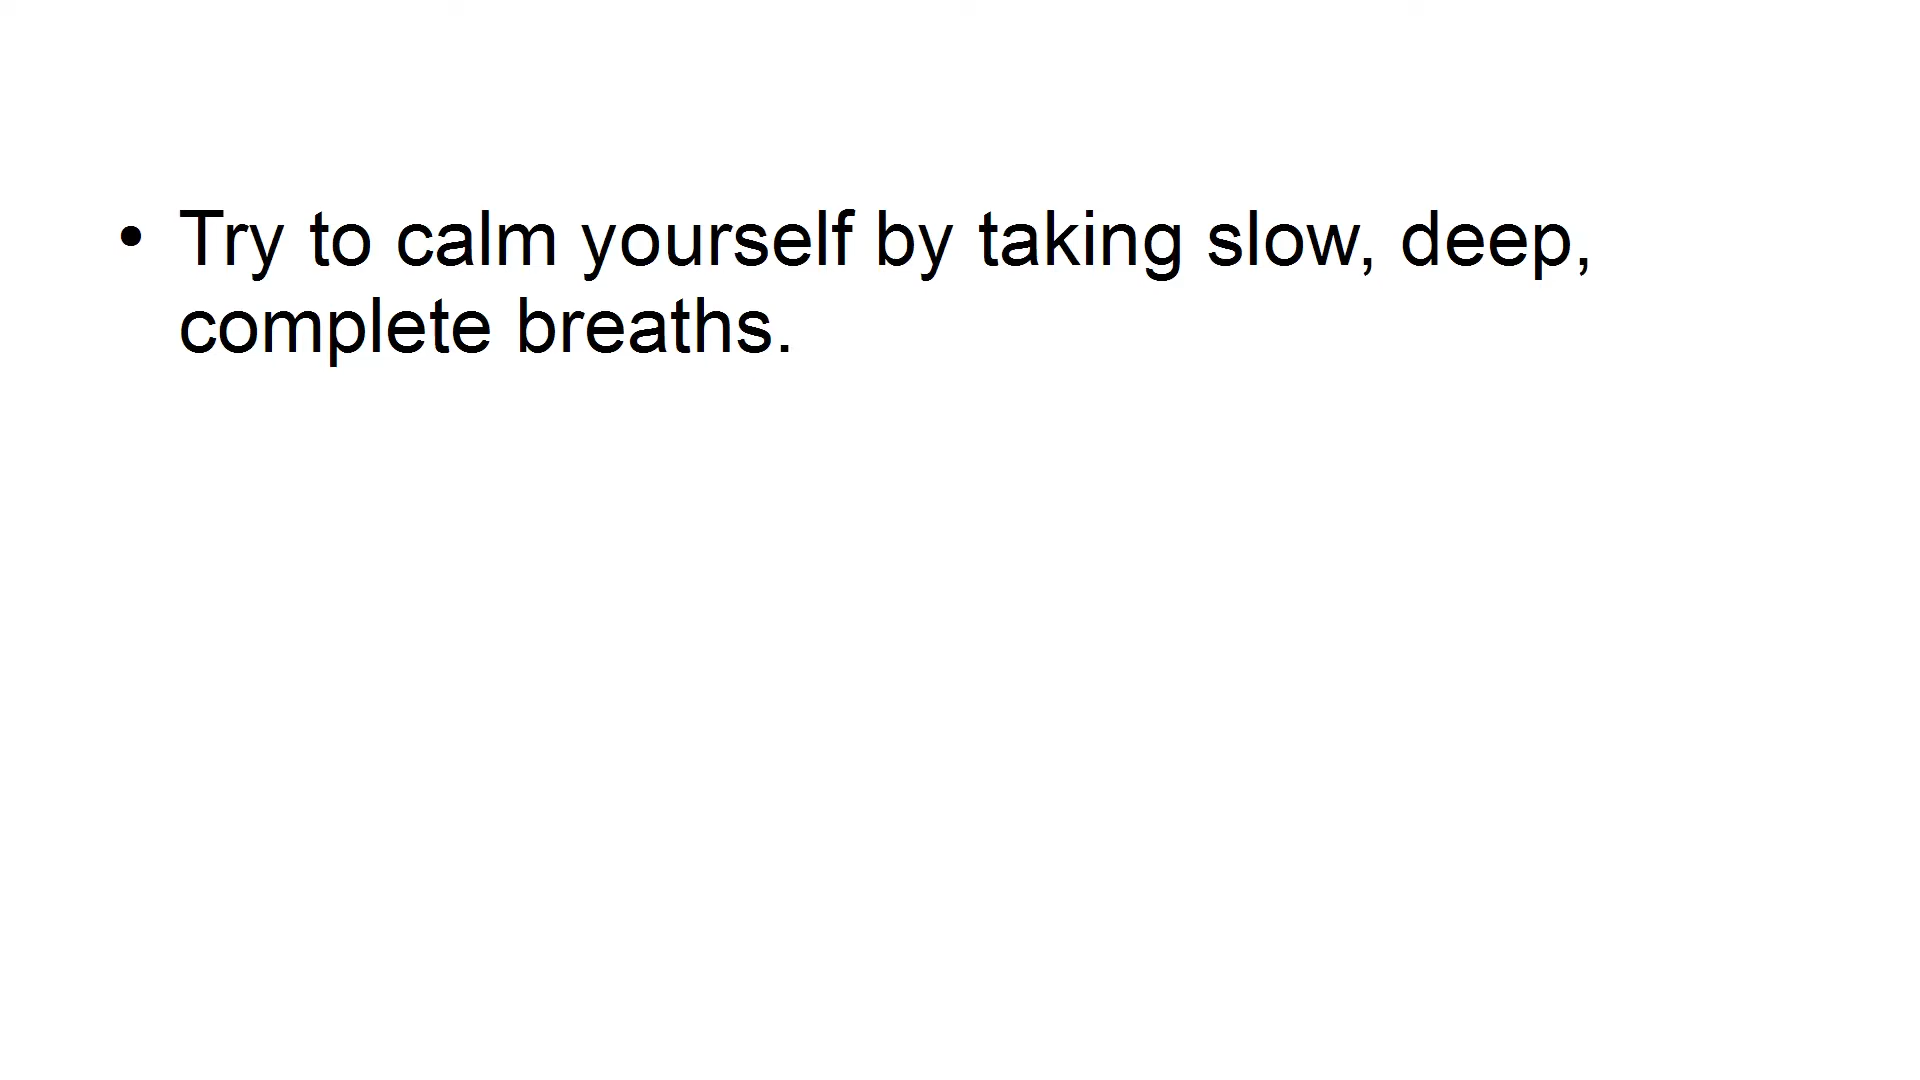 • Try to calm yourself by taking slow, deep,
complete breaths.